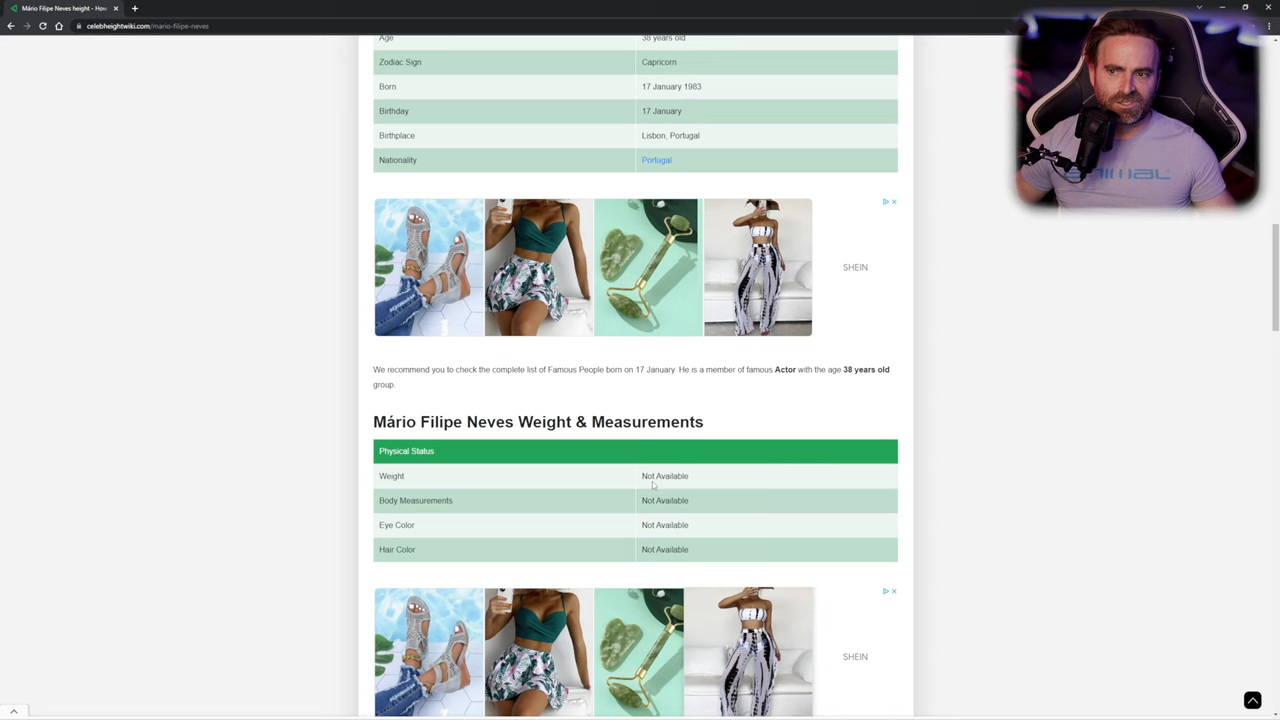 Mário Filipe Neves height - How
celebheightwiki.com/mario-filipe-neves
Age 38 years old
Zodiac Sign Capricorn
Born 17 January 1983
Birthday 17 January
Birthplace Lisbon, Portugal
Nationality Portugal
SHEIN
We recommend you to check the complete list of Famous People born on 17 January. He is a member of famous Actor with the age 38 years old
group.
Mário Filipe Neves Weight & Measurements
Physical Status
Weight Not Available
Body Measurements Not Available
Eye Color Not Available
Hair Color Not Available
SHEIN